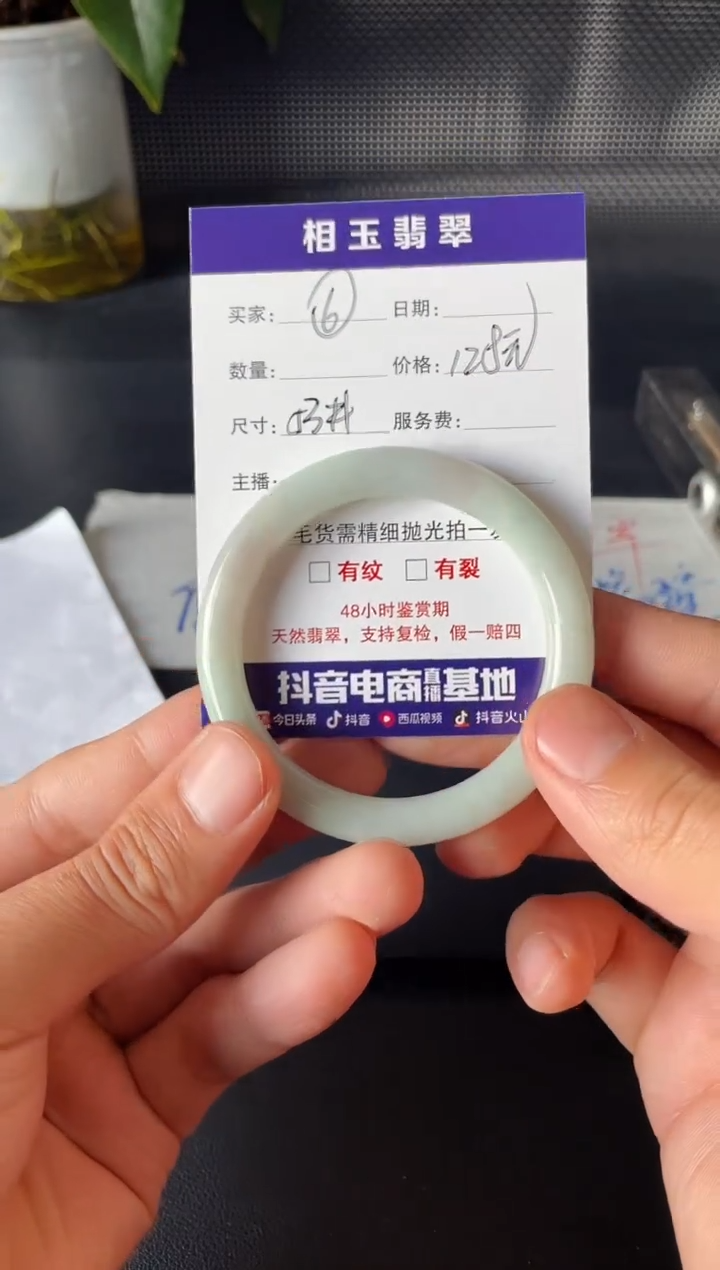 相玉翡翠
买家: ⑥ 日期:
数量: 价格: 128元
尺寸: 53# 服务费:
主播:
毛货需精细抛光拍一
□有纹 □有裂
48小时鉴赏期
天然翡翠，支持复检，假一赔四
抖音电商直播基地
今日头条 抖音 西瓜视频 抖音火山